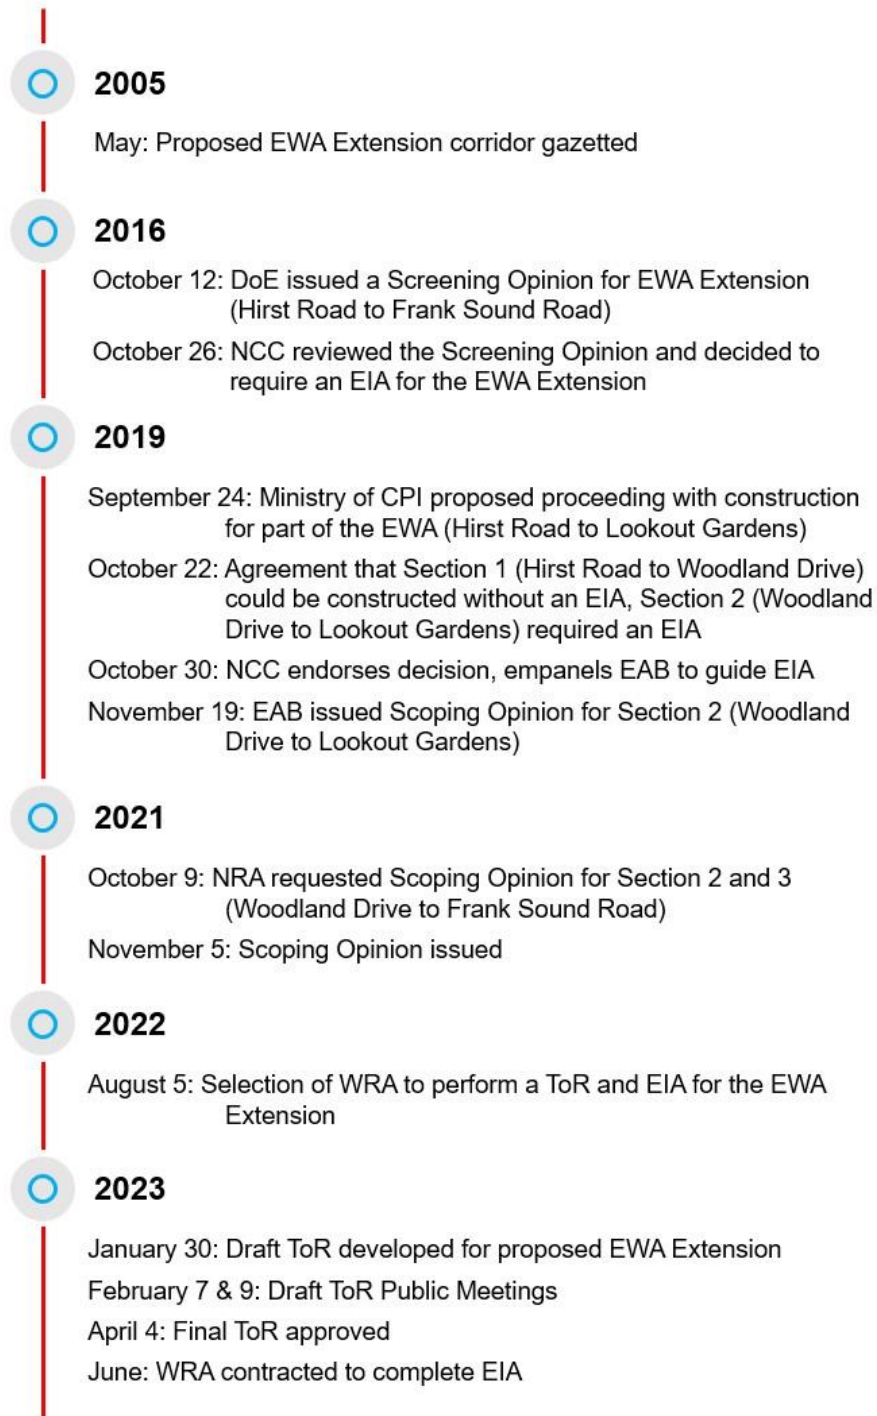 2005
May: Proposed EWA Extension corridor gazetted
2016
October 12: DoE issued a Screening Opinion for EWA Extension
(Hirst Road to Frank Sound Road)
October 26: NCC reviewed the Screening Opinion and decided to
require an EIA for the EWA Extension
2019
September 24: Ministry of CPI proposed proceeding with construction
for part of the EWA (Hirst Road to Lookout Gardens)
October 22: Agreement that Section 1 (Hirst Road to Woodland Drive)
could be constructed without an EIA, Section 2 (Woodland
Drive to Lookout Gardens) required an EIA
October 30: NCC endorses decision, empanels EAB to guide EIA
November 19: EAB issued Scoping Opinion for Section 2 (Woodland
Drive to Lookout Gardens)
2021
October 9: NRA requested Scoping Opinion for Section 2 and 3
(Woodland Drive to Frank Sound Road)
November 5: Scoping Opinion issued
2022
August 5: Selection of WRA to perform a ToR and EIA for the EWA
Extension
2023
January 30: Draft ToR developed for proposed EWA Extension
February 7 & 9: Draft ToR Public Meetings
April 4: Final ToR approved
June: WRA contracted to complete EIA